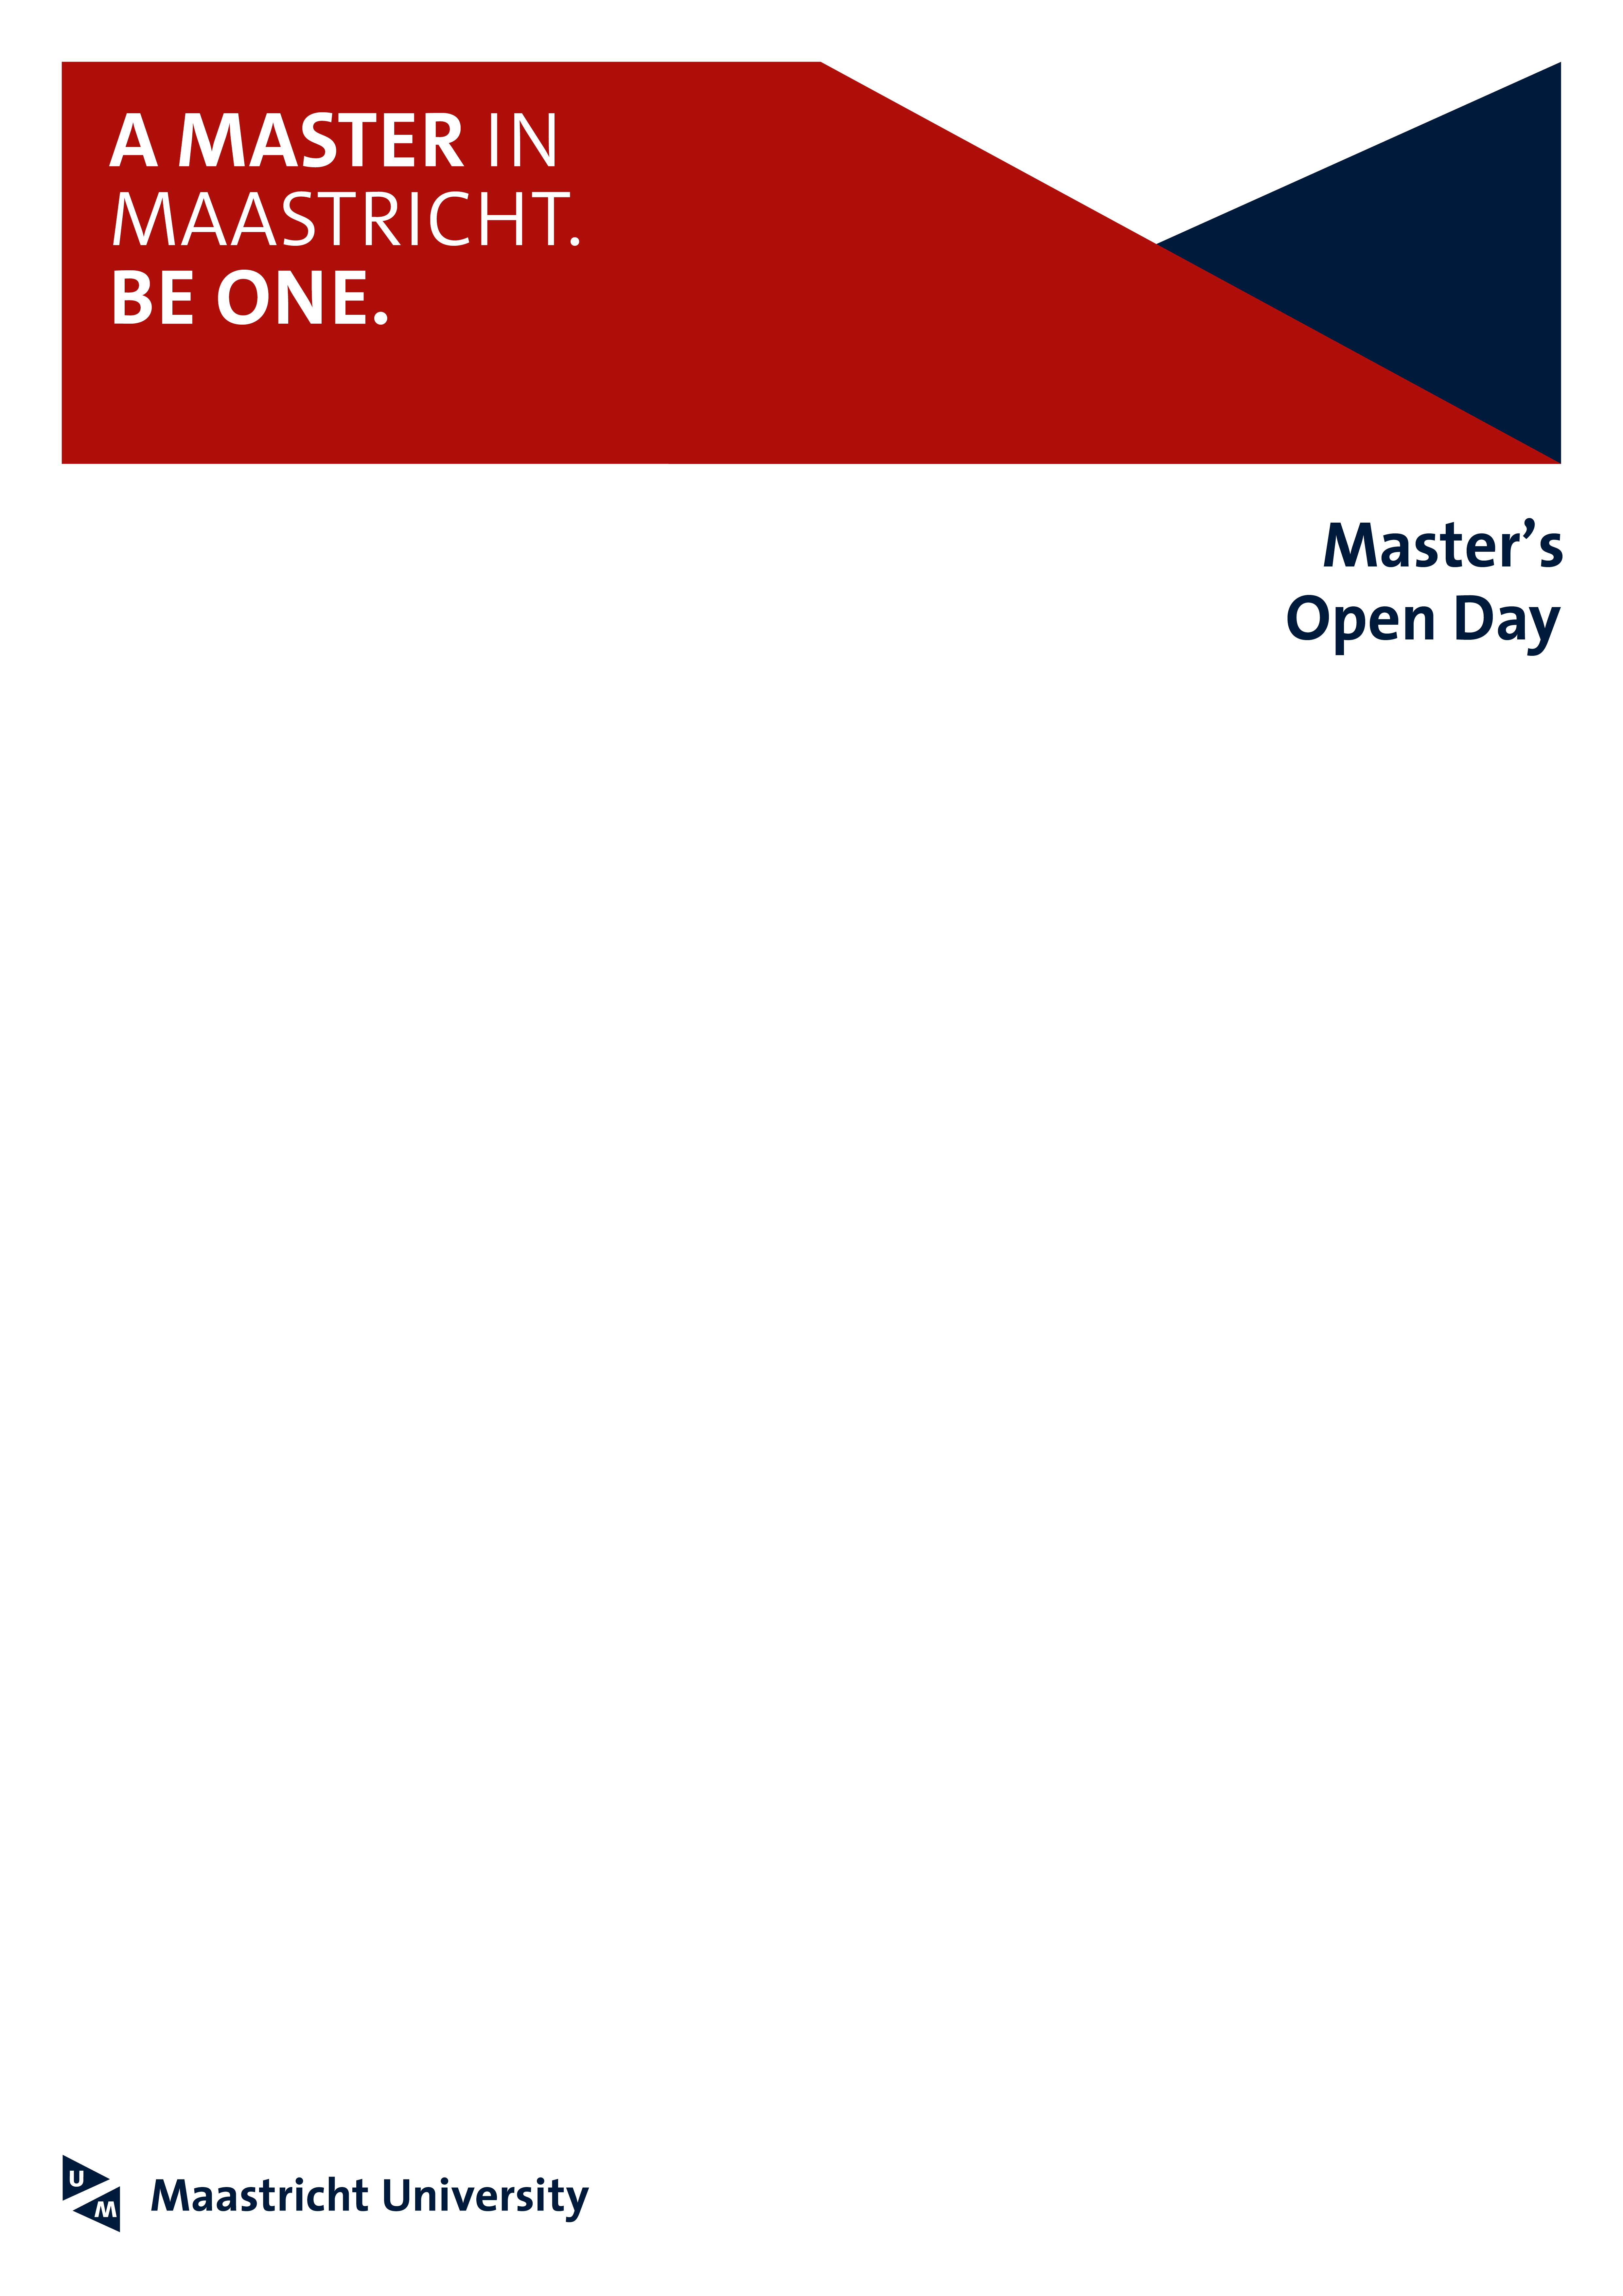 A MASTER IN
MAASTRICHT.
BE ONE.
Master’s
Open Day
U
M
Maastricht University